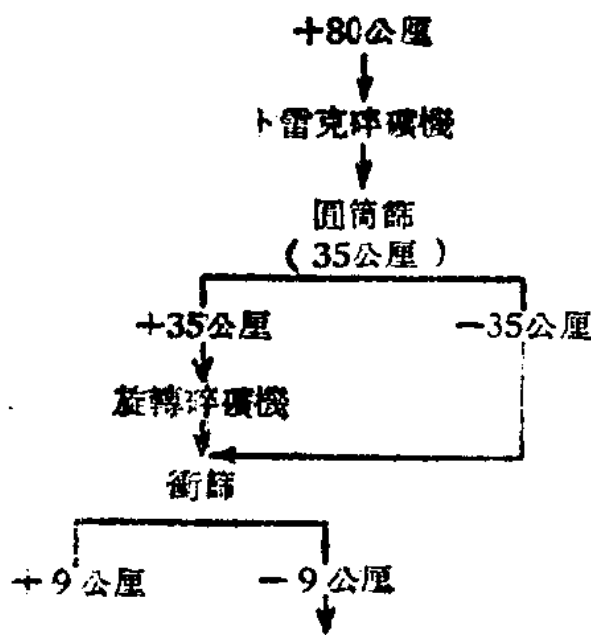 +80公厘
卜雷克碎礦機
圓筒篩
( 35公厘 )
+35公厘 −35公厘
旋轉碎礦機
衝篩
+9公厘 −9公厘